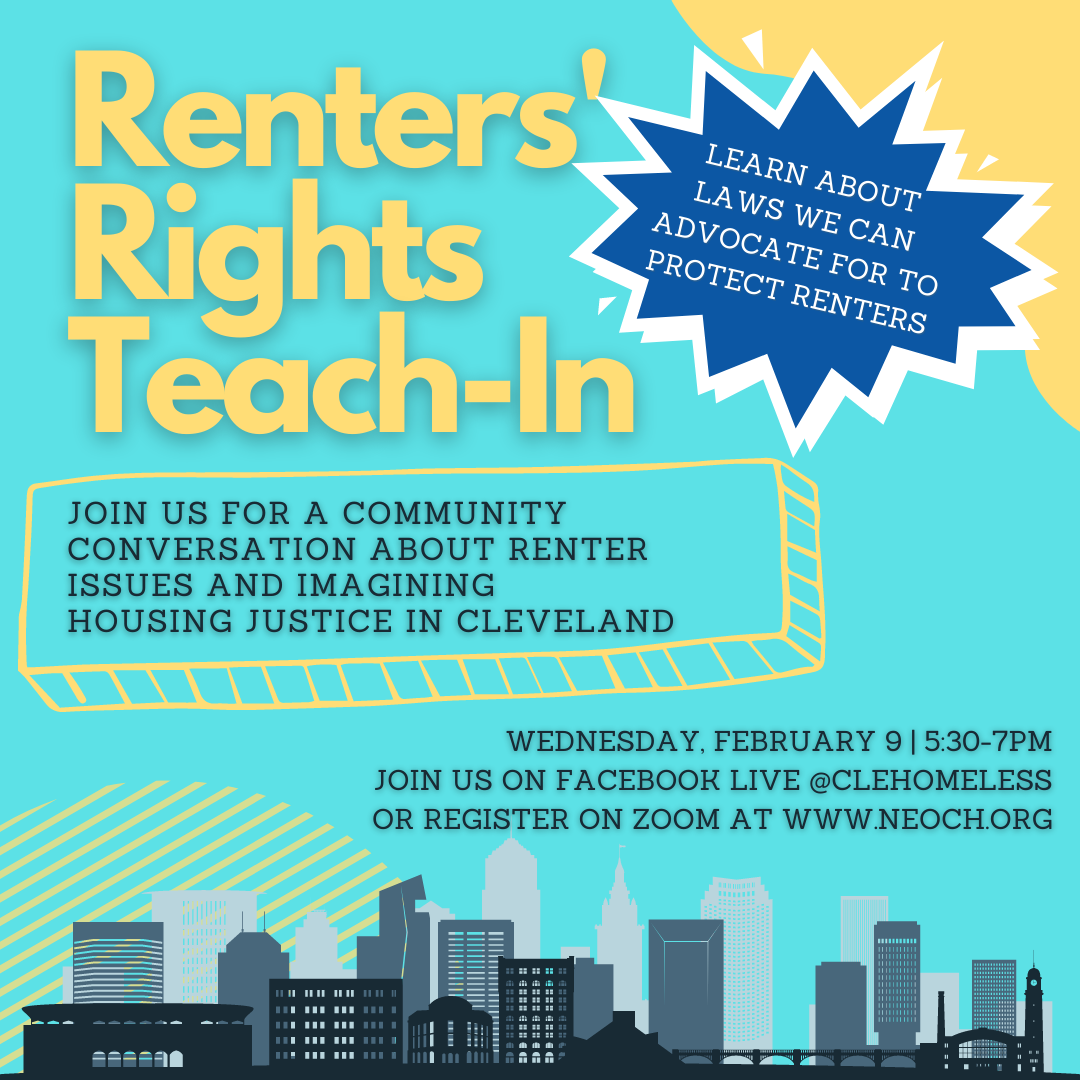 Renters'
Rights
Teach-In
LEARN ABOUT
LAWS WE CAN
ADVOCATE FOR TO
PROTECT RENTERS
JOIN US FOR A COMMUNITY
CONVERSATION ABOUT RENTER
ISSUES AND IMAGINING
HOUSING JUSTICE IN CLEVELAND
WEDNESDAY, FEBRUARY 9 | 5:30-7PM
JOIN US ON FACEBOOK LIVE @CLEHOMELESS
OR REGISTER ON ZOOM AT WWW.NEOCH.ORG